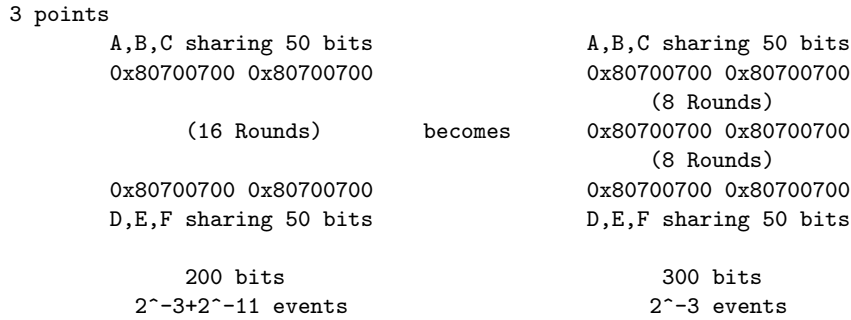 3 points
A,B,C sharing 50 bits A,B,C sharing 50 bits
0x80700700 0x80700700 0x80700700 0x80700700
(8 Rounds)
(16 Rounds) becomes 0x80700700 0x80700700
(8 Rounds)
0x80700700 0x80700700 0x80700700 0x80700700
D,E,F sharing 50 bits D,E,F sharing 50 bits
200 bits 300 bits
2^-3+2^-11 events 2^-3 events